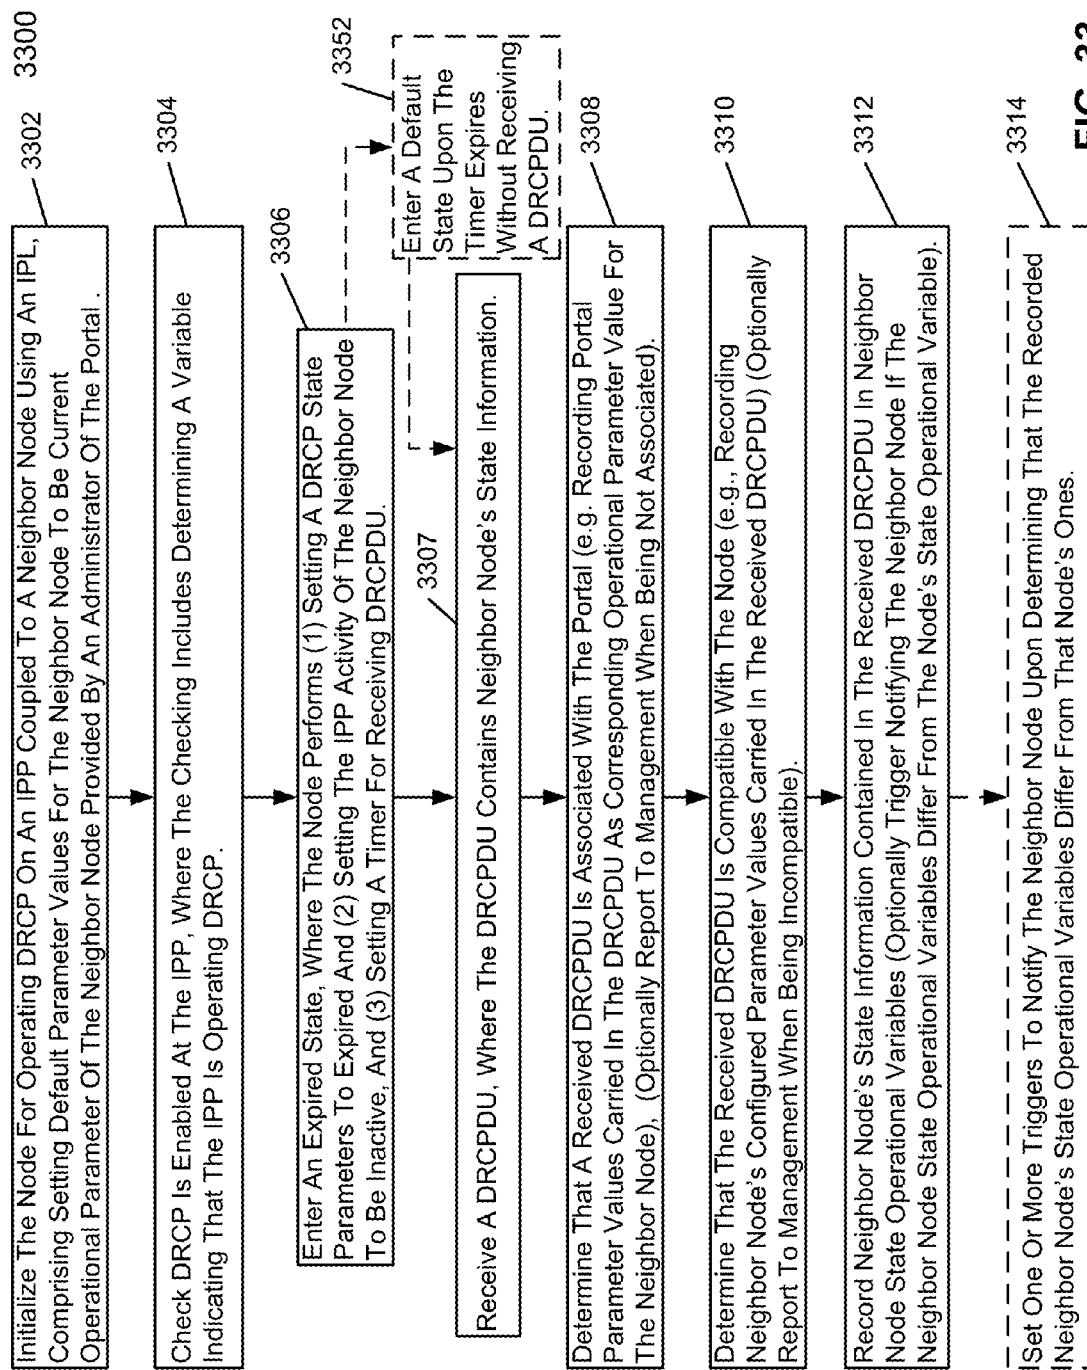 3300
3302
Initialize The Node For Operating DRCP On An IPP Coupled To A Neighbor Node Using An IPL,
Comprising Setting Default Parameter Values For The Neighbor Node To Be Current
Operational Parameter Of The Neighbor Node Provided By An Administrator Of The Portal .
3304
Check DRCP Is Enabled At The IPP, Where The Checking Includes Determining A Variable
Indicating That The IPP Is Operating DRCP.
3306
Enter An Expired State, Where The Node Performs (1) Setting A DRCP State
Parameters To Expired And (2) Setting The IPP Activity Of The Neighbor Node
To Be Inactive, And (3) Setting A Timer For Receiving DRCPDU.
3352
Enter A Default
State Upon The
Timer Expires
Without Receiving
A DRCPDU.
3307
Receive A DRCPDU, Where The DRCPDU Contains Neighbor Node's State Information.
3308
Determine That A Received DRCPDU Is Associated With The Portal (e.g. Recording Portal
Parameter Values Carried In The DRCPDU As Corresponding Operational Parameter Value For
The Neighbor Node), (Optionally Report To Management When Being Not Associated).
3310
Determine That The Received DRCPDU Is Compatible With The Node (e.g., Recording
Neighbor Node's Configured Parameter Values Carried In The Received DRCPDU) (Optionally
Report To Management When Being Incompatible).
3312
Record Neighbor Node's State Information Contained In The Received DRCPDU In Neighbor
Node State Operational Variables (Optionally Trigger Notifying The Neighbor Node If The
Neighbor Node State Operational Variables Differ From The Node's State Operational Variable).
3314
Set One Or More Triggers To Notify The Neighbor Node Upon Determining That The Recorded
Neighbor Node's State Operational Variables Differ From That Node's Ones.
FIG. 33